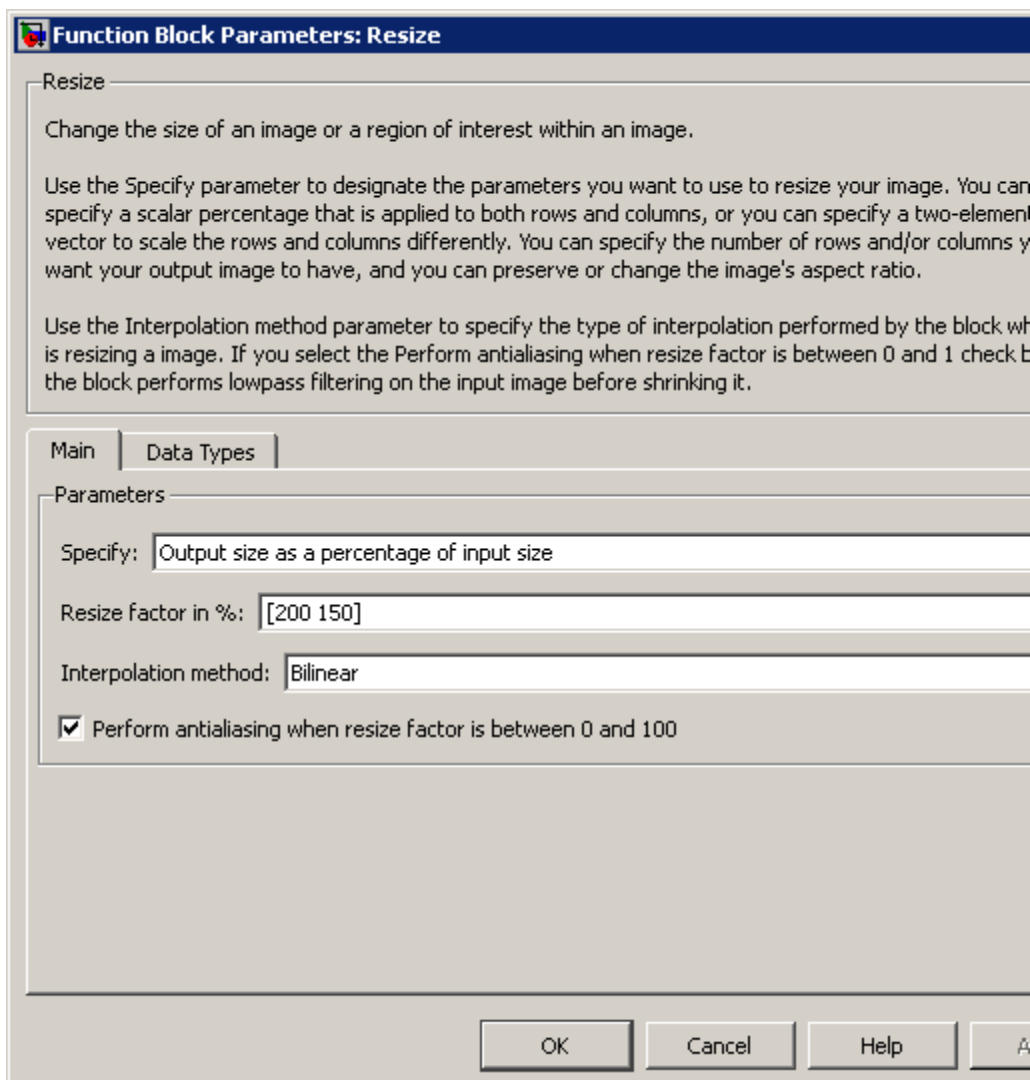 Function Block Parameters: Resize
Resize
Change the size of an image or a region of interest within an image.
Use the Specify parameter to designate the parameters you want to use to resize your image. You can
specify a scalar percentage that is applied to both rows and columns, or you can specify a two-element
vector to scale the rows and columns differently. You can specify the number of rows and/or columns y
want your output image to have, and you can preserve or change the image's aspect ratio.
Use the Interpolation method parameter to specify the type of interpolation performed by the block wh
is resizing a image. If you select the Perform antialiasing when resize factor is between 0 and 1 check b
the block performs lowpass filtering on the input image before shrinking it.
Main Data Types
Parameters
Specify: Output size as a percentage of input size
Resize factor in %: [200 150]
Interpolation method: Bilinear
Perform antialiasing when resize factor is between 0 and 100
OK Cancel Help A